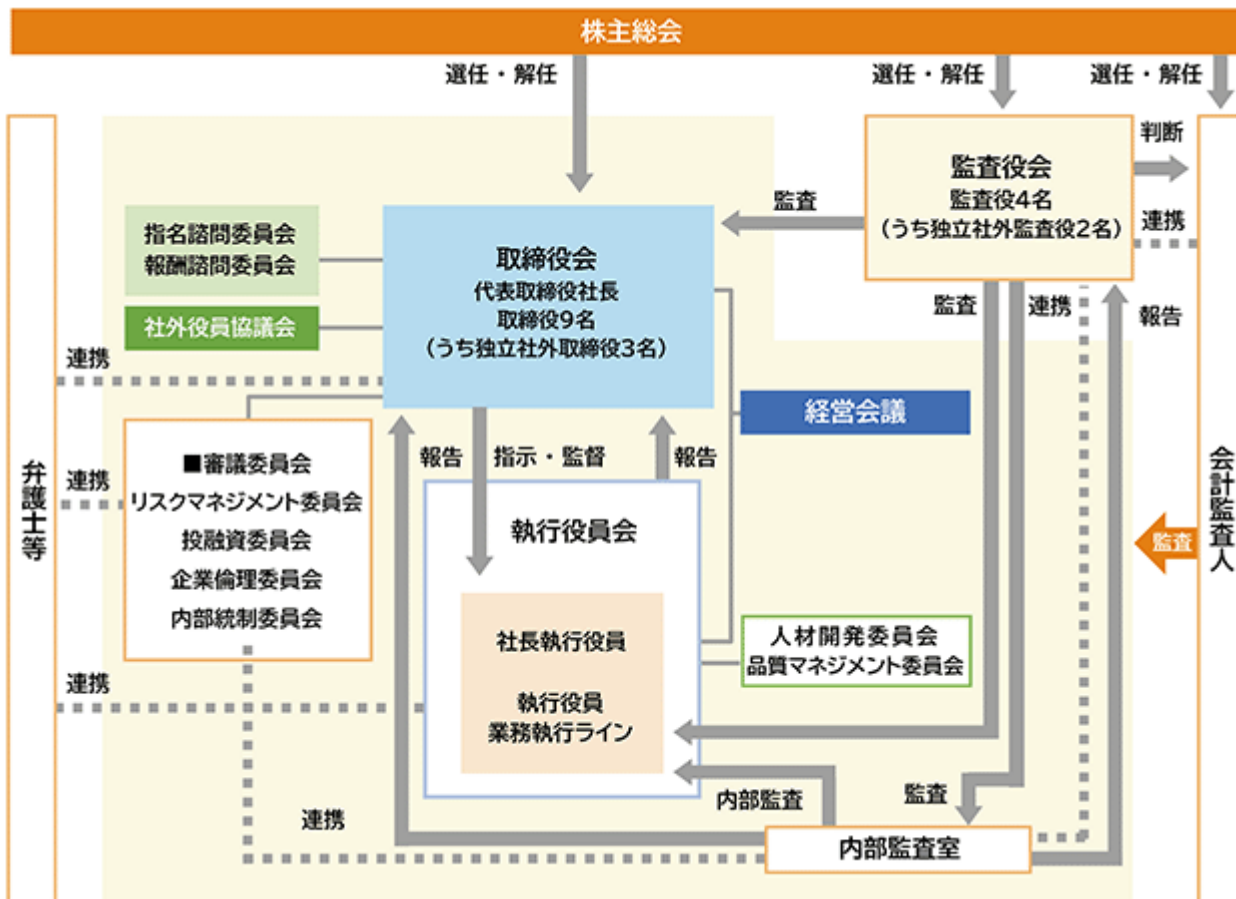 株主総会
選任・解任
選任・解任
選任・解任
弁護士等
指名諮問委員会
報酬諮問委員会
社外役員協議会
取締役会
代表取締役社長
取締役9名
(うち独立社外取締役3名)
監査
監査役会
監査役4名
(うち独立社外監査役2名)
判断
連携
会計監査人
監査
連携
報告
連携
経営会議
連携
■審議委員会
リスクマネジメント委員会
投融資委員会
企業倫理委員会
内部統制委員会
報告
指示・監督
報告
執行役員会
社長執行役員
執行役員
業務執行ライン
人材開発委員会
品質マネジメント委員会
監査
連携
連携
内部監査
監査
内部監査室